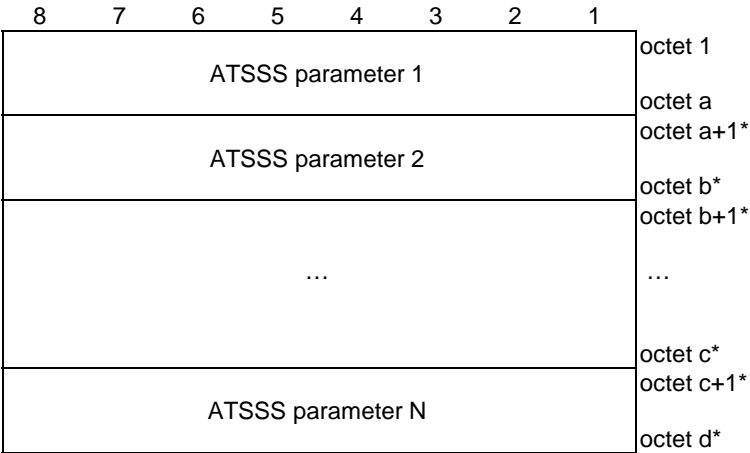 8 7 6 5 4 3 2 1
ATSSS parameter 1
octet 1
octet a
ATSSS parameter 2
octet a+1*
octet b*
octet b+1*
… …
octet c*
ATSSS parameter N
octet c+1*
octet d*